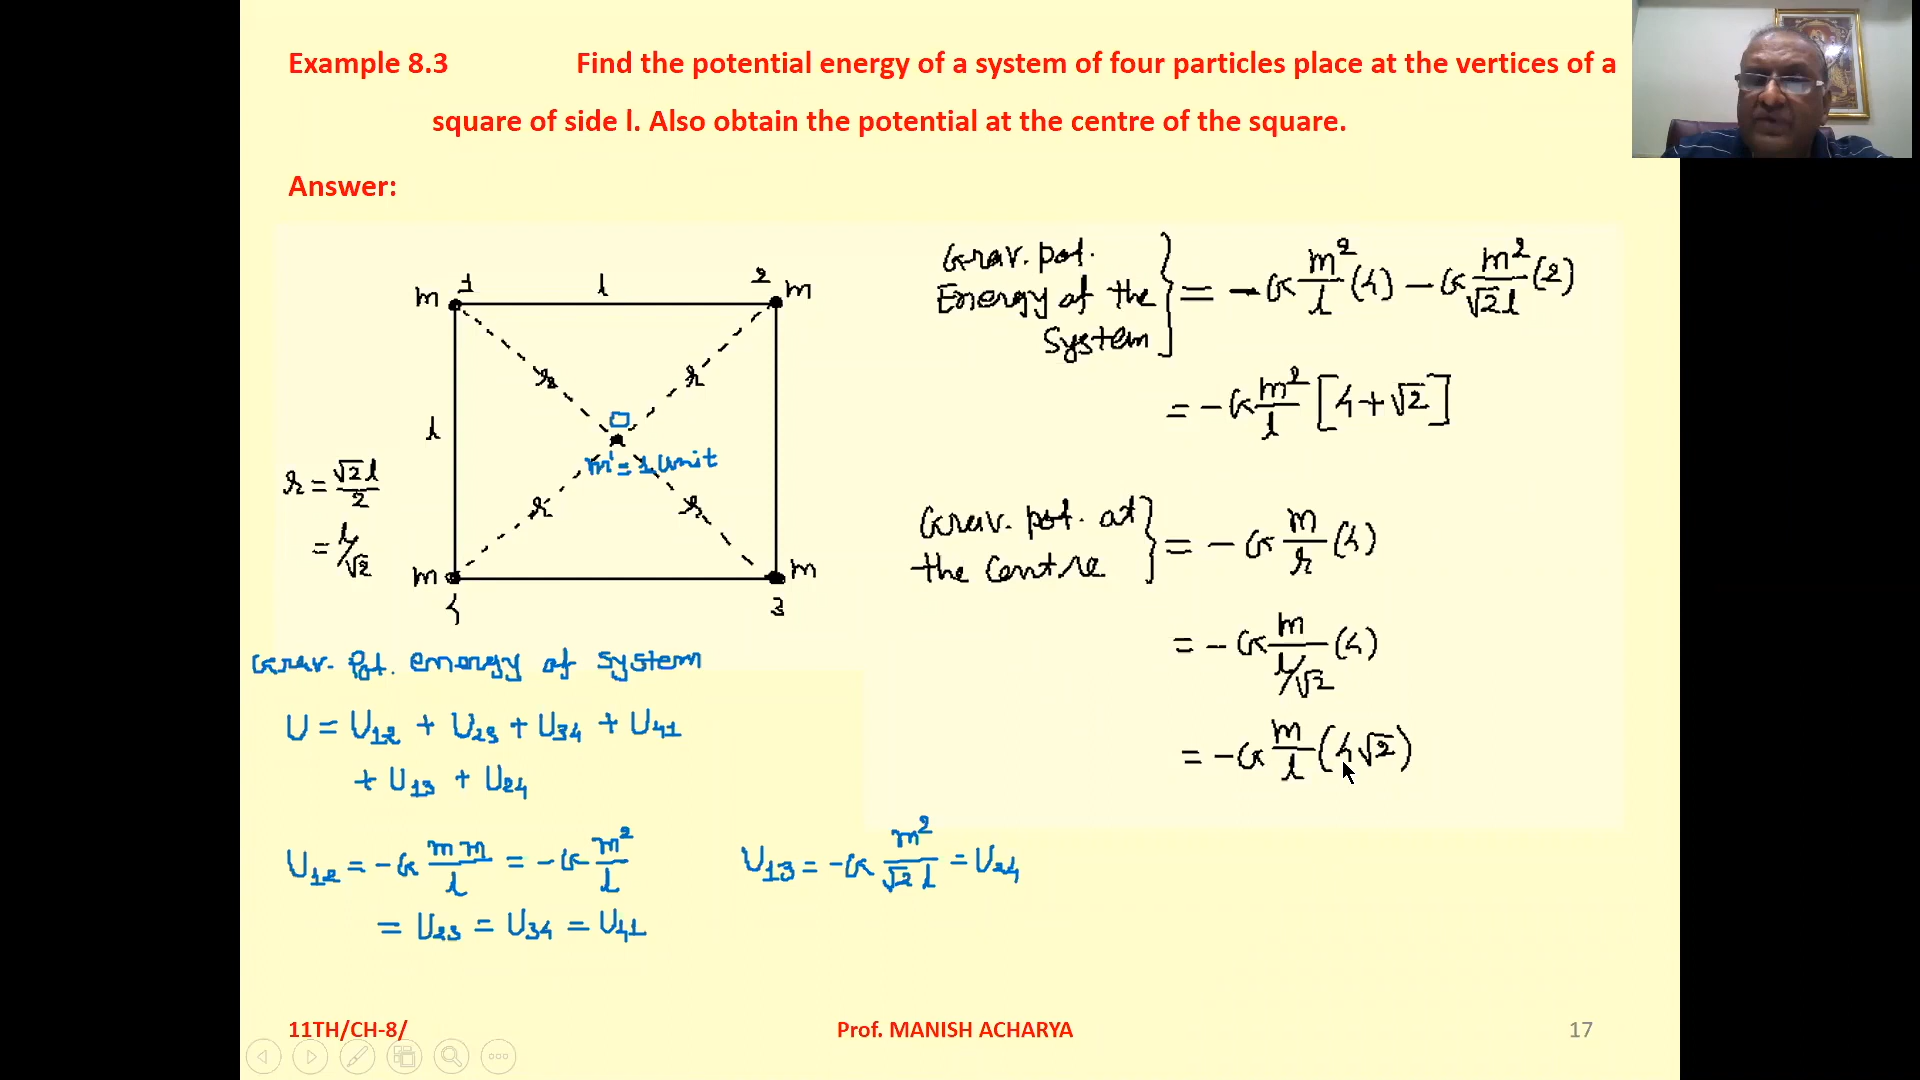 Example 8.3 Find the potential energy of a system of four particles place at the vertices of a
square of side l. Also obtain the potential at the centre of the square.
Answer:
m 1 l 2 m
r r
l
O
m' = 1 unit
r = √2 l / 2
= l/√2
r r
m m
4 3
Grav. pot. energy of system
U = U12 + U23 + U34 + U41
+ U13 + U24
U12 = -G m m / l = -G m² / l
= U23 = U34 = U41
U13 = -G m² / √2 l = U24
Grav. pot.
Energy of the
System } = -G m²/l (4) - G m²/√2 l (2)
= -G m²/l [4+√2]
Grav. pot. at
the Centre } = -G m/r (4)
= -G m / l/√2 (4)
= -G m/l (4√2)
11TH/CH-8/ Prof. MANISH ACHARYA 17